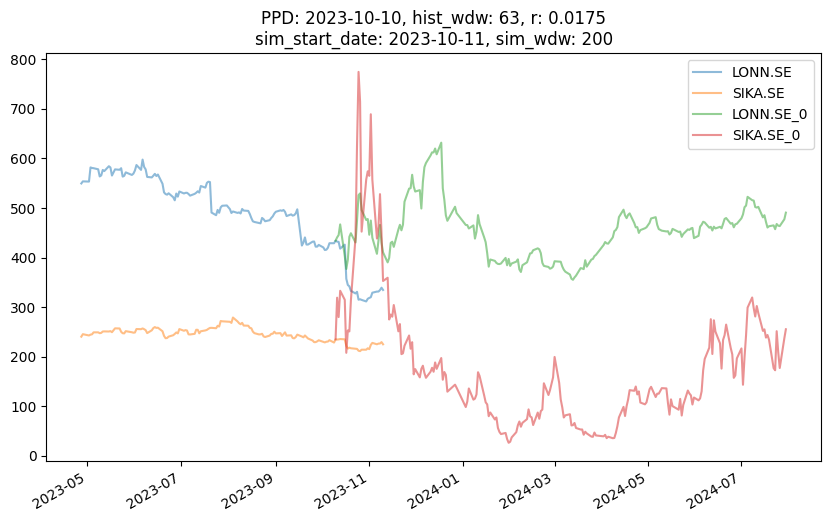 PPD: 2023-10-10, hist_wdw: 63, r: 0.0175
sim_start_date: 2023-10-11, sim_wdw: 200
LONN.SE
SIKA.SE
LONN.SE_0
SIKA.SE_0
800
700
600
500
400
300
200
100
0
2023-05
2023-07
2023-09
2023-11
2024-01
2024-03
2024-05
2024-07